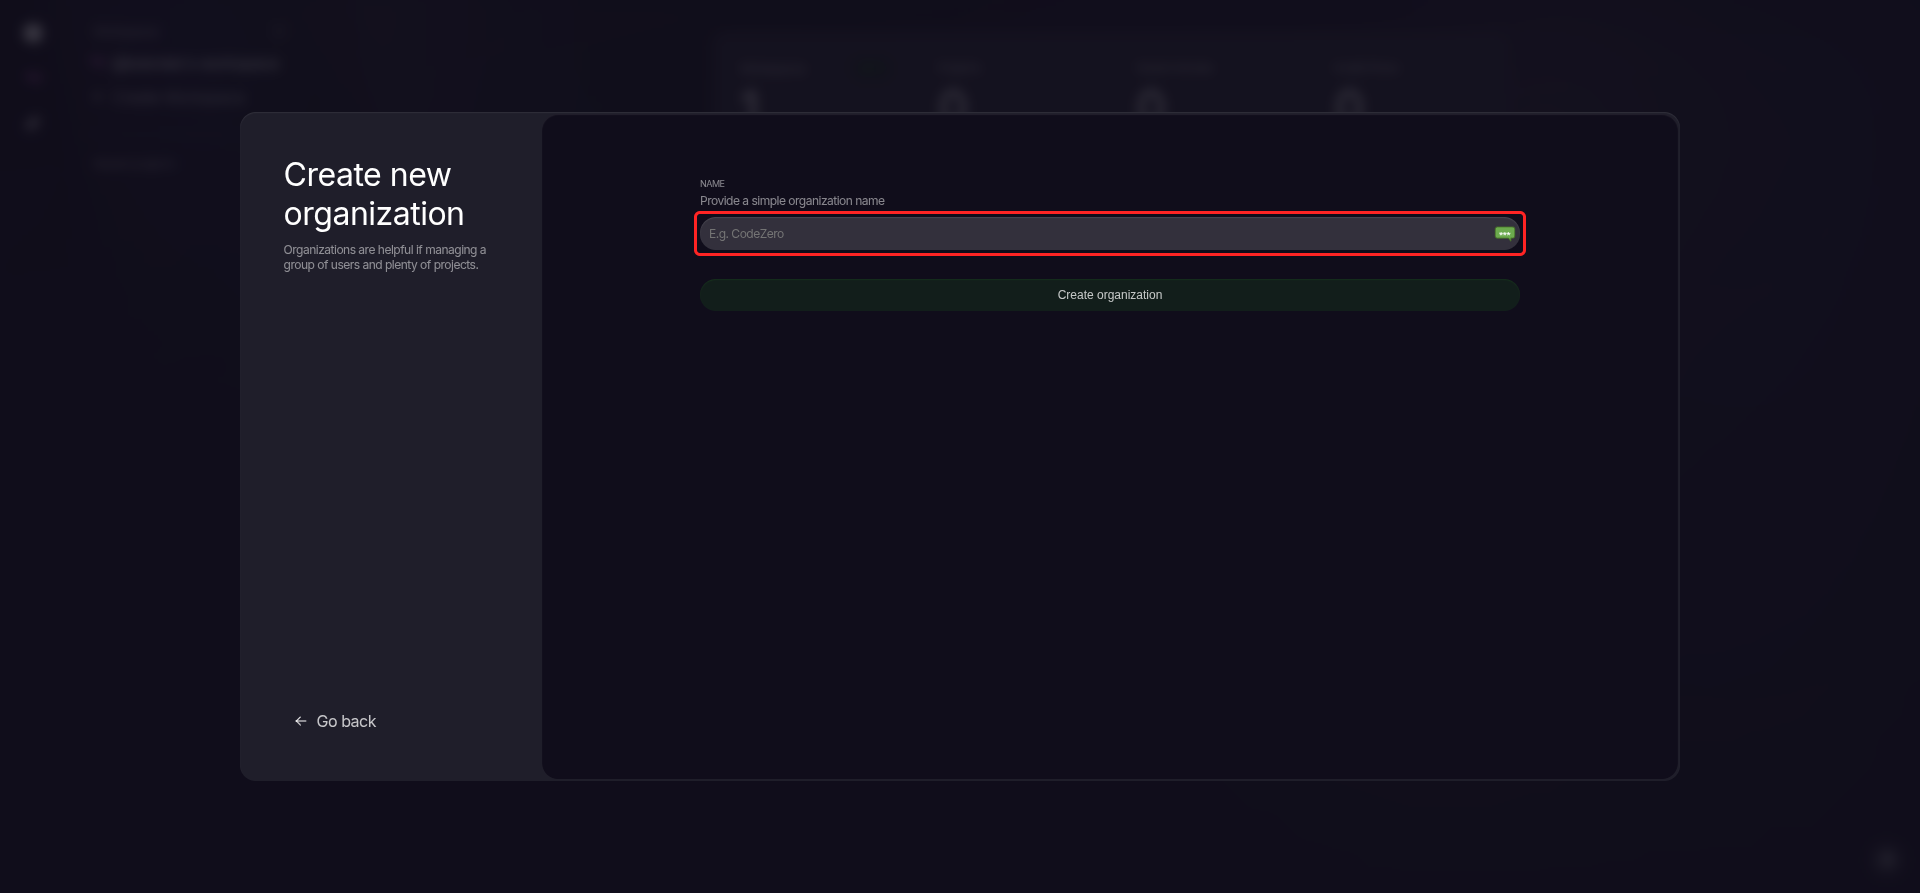 Create new
organization
Organizations are helpful if managing a
group of users and plenty of projects.
Go back
NAME
Provide a simple organization name
E.g. CodeZero
Create organization